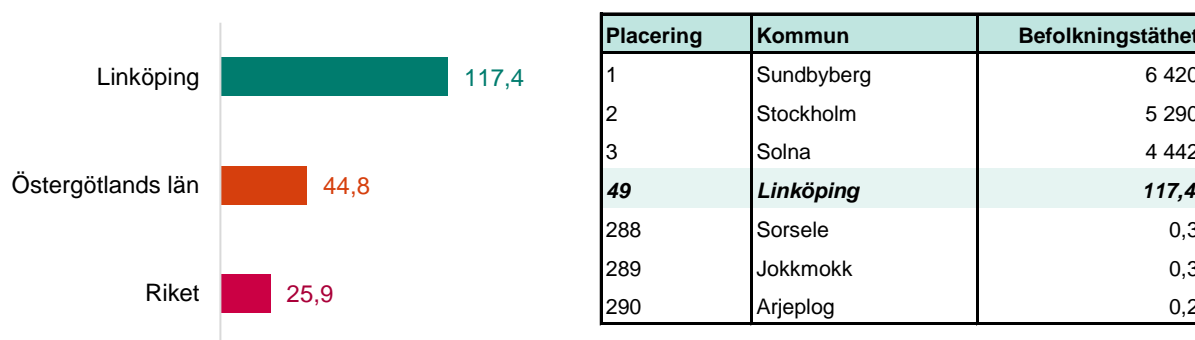 Linköping 117,4
Östergötlands län 44,8
Riket 25,9
Placering Kommun Befolkningstäthet
1 Sundbyberg 6 420
2 Stockholm 5 290
3 Solna 4 442
49 Linköping 117,4
288 Sorsele 0,3
289 Jokkmokk 0,3
290 Arjeplog 0,2